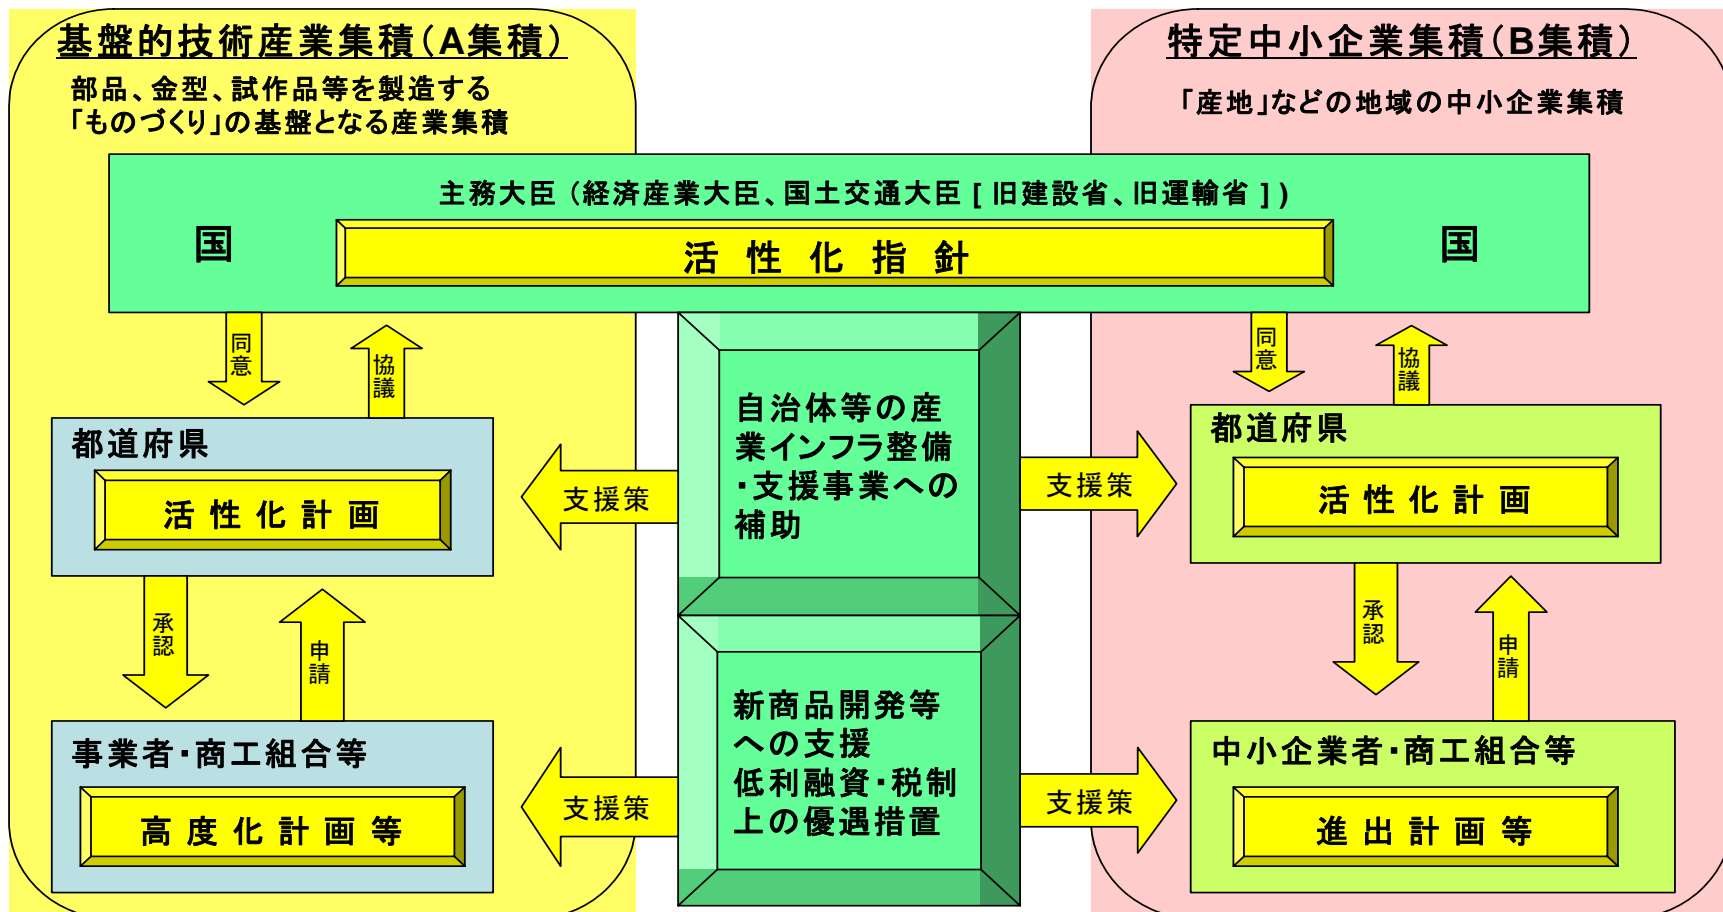 基盤的技術産業集積(A集積)
部品、金型、試作品等を製造する
「ものづくり」の基盤となる産業集積
特定中小企業集積(B集積)
「産地」などの地域の中小企業集積
主務大臣(経済産業大臣、国土交通大臣[旧建設省、旧運輸省])
国
活性化指針
国
同意
協議
同意
協議
都道府県
活性化計画
支援策
自治体等の産
業インフラ整備
・支援事業への
補助
支援策
都道府県
活性化計画
承認
申請
承認
申請
事業者・商工組合等
高度化計画等
支援策
新商品開発等
への支援
低利融資・税制
上の優遇措置
支援策
中小企業者・商工組合等
進出計画等